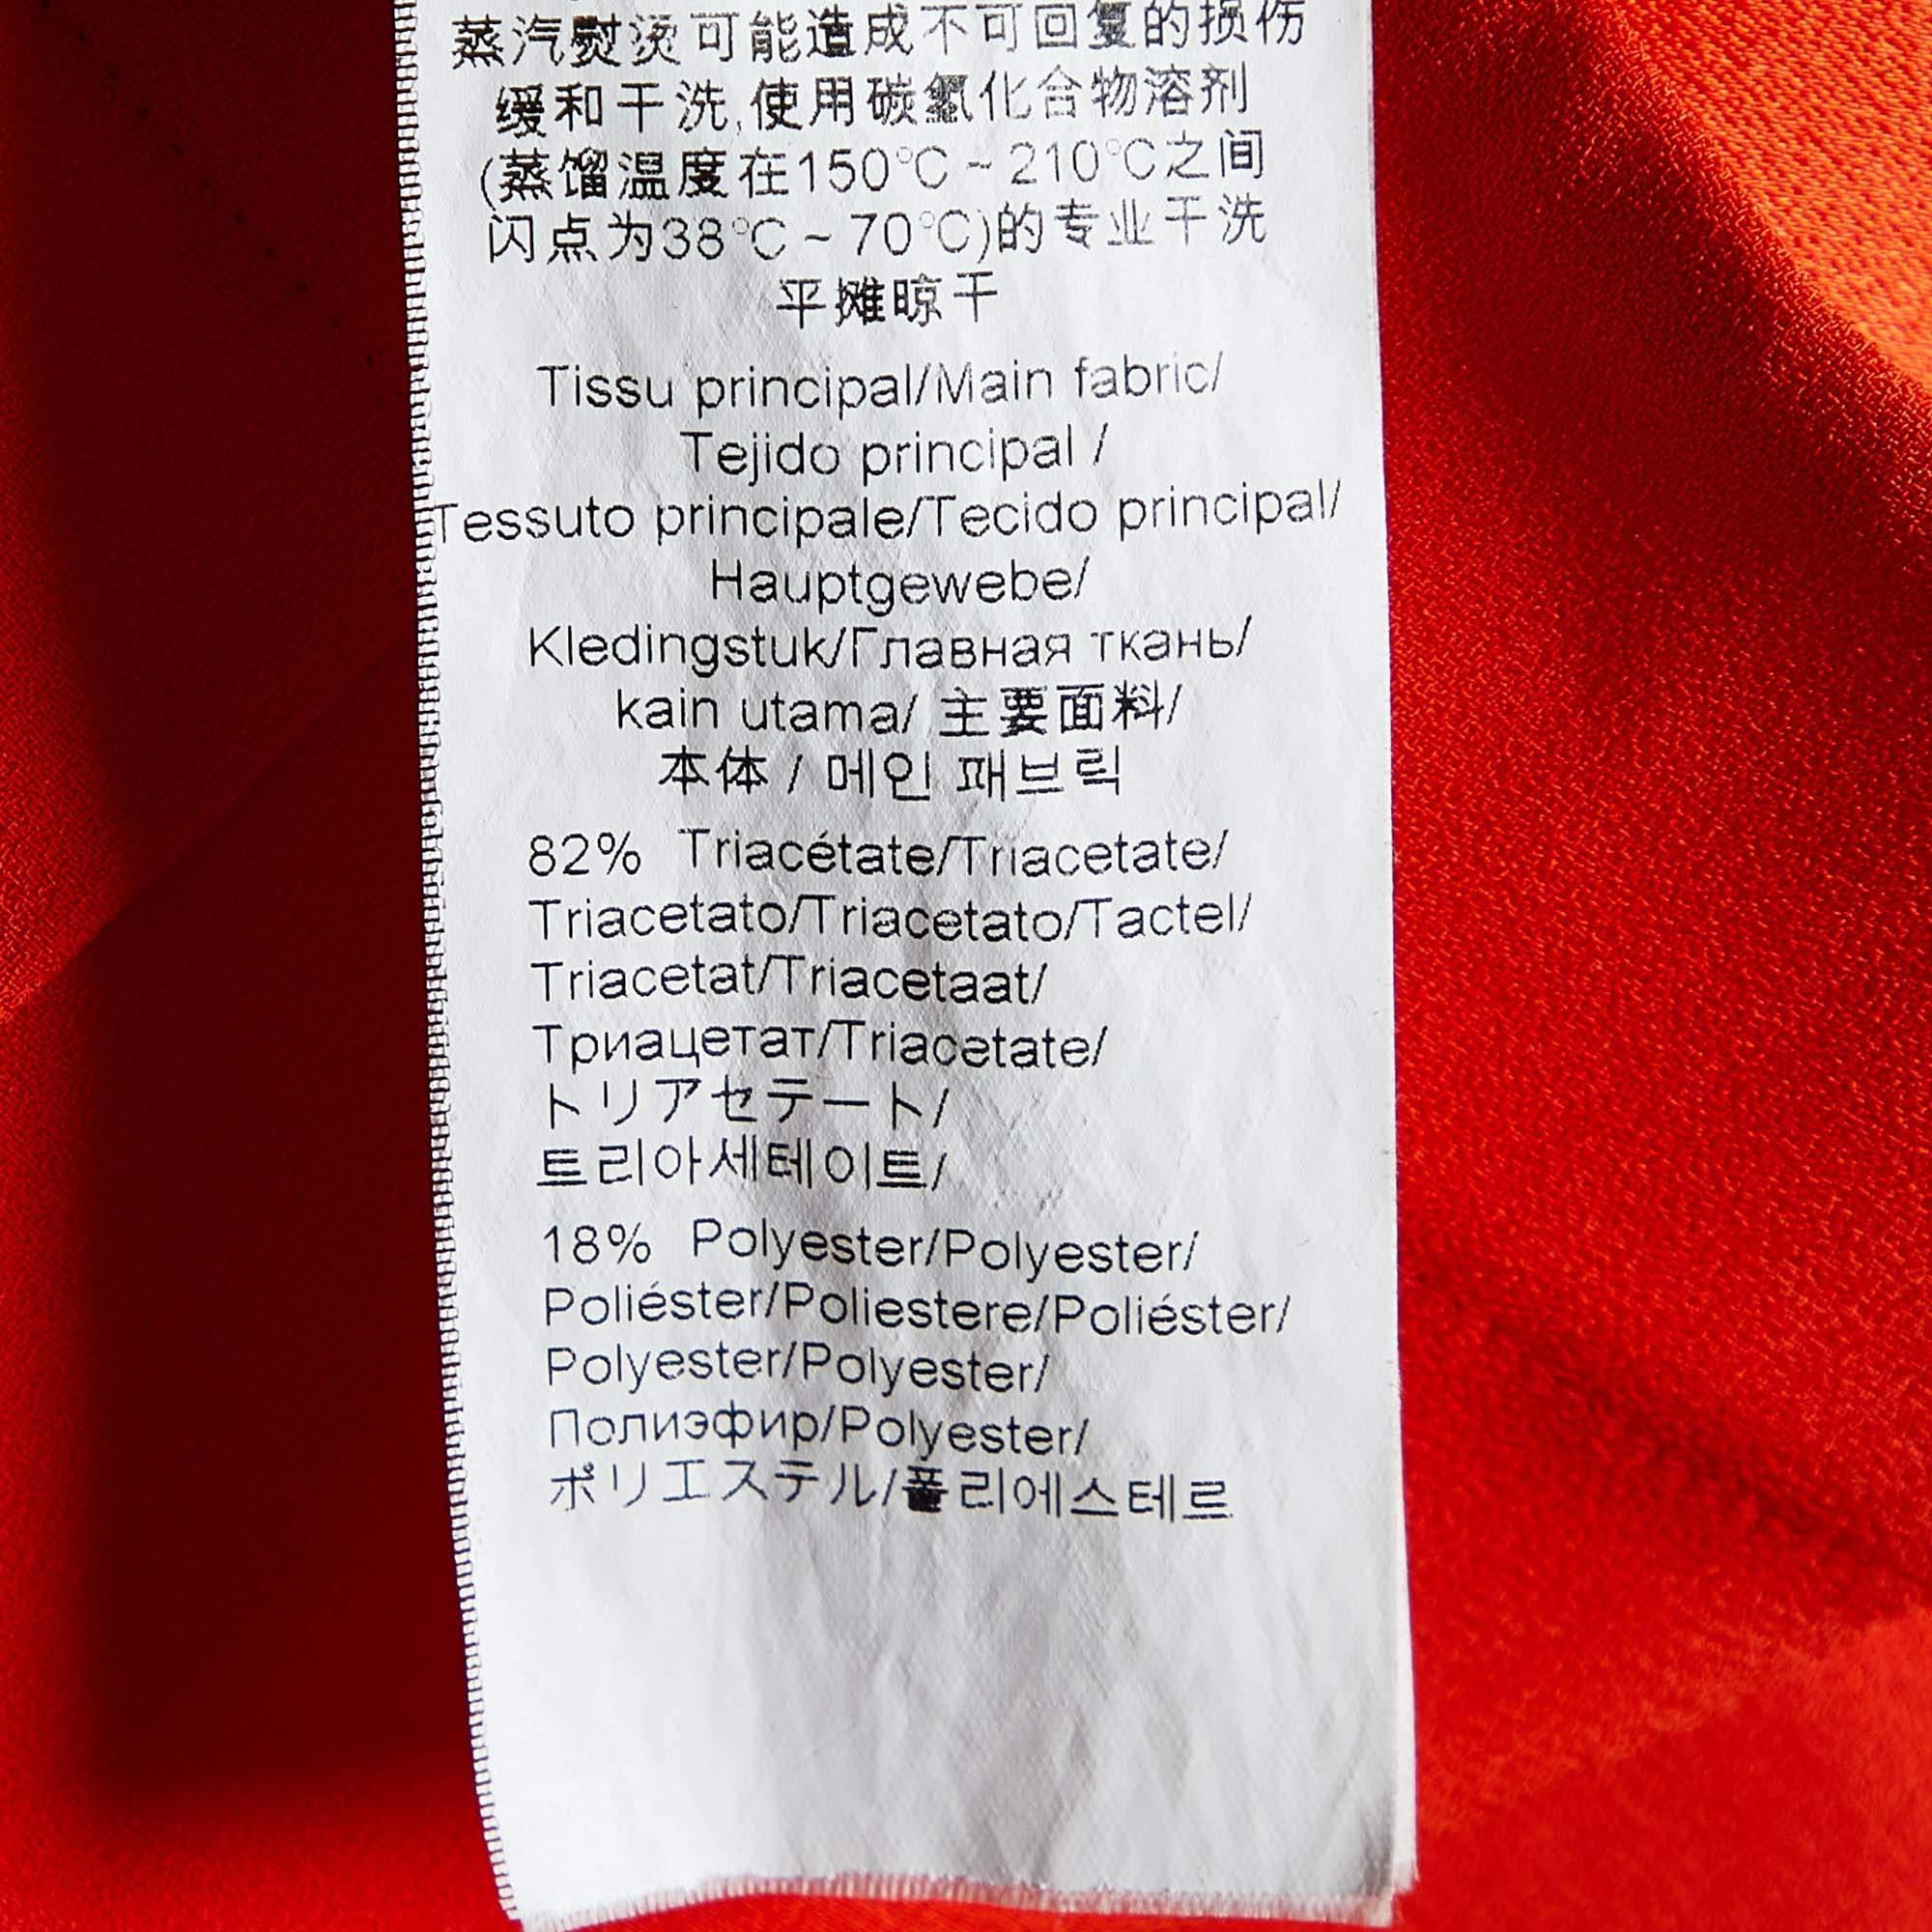 蒸汽熨烫可能造成不可回复的损伤
缓和干洗,使用碳氢化合物溶剂
(蒸馏温度在150°C ~ 210°C之间
闪点为38°C ~ 70°C)的专业干洗
平摊晾干
Tissu principal/Main fabric/
Tejido principal /
Tessuto principale/Tecido principal/
Hauptgewebe/
Kledingstuk/Главная ткань/
kain utama/ 主要面料/
本体 / 메인 패브릭
82% Triacétate/Triacetate/
Triacetato/Triacetato/Tactel/
Triacetat/Triacetaat/
Триацетат/Triacetate/
トリアセテート/
트리아세테이트/
18% Polyester/Polyester/
Poliéster/Poliestere/Poliéster/
Polyester/Polyester/
Полиэфир/Polyester/
ポリエステル/폴리에스테르